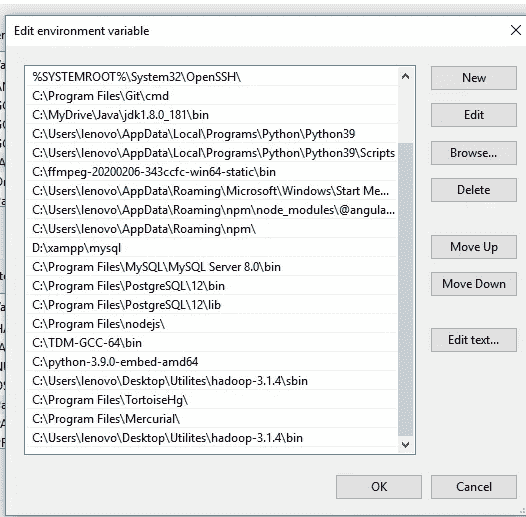 Edit environment variable
%SYSTEMROOT%\System32\OpenSSH\
C:\Program Files\Git\cmd
C:\MyDrive\Java\jdk1.8.0_181\bin
C:\Users\lenovo\AppData\Local\Programs\Python\Python39
C:\Users\lenovo\AppData\Local\Programs\Python\Python39\Scripts
C:\ffmpeg-20200206-343ccfc-win64-static\bin
C:\Users\lenovo\AppData\Roaming\Microsoft\Windows\Start Me...
C:\Users\lenovo\AppData\Roaming\npm\node_modules\@angula...
C:\Users\lenovo\AppData\Roaming\npm\
D:\xampp\mysql
C:\Program Files\MySQL\MySQL Server 8.0\bin
C:\Program Files\PostgreSQL\12\bin
C:\Program Files\PostgreSQL\12\lib
C:\Program Files\nodejs\
C:\TDM-GCC-64\bin
C:\python-3.9.0-embed-amd64
C:\Users\lenovo\Desktop\Utilites\hadoop-3.1.4\sbin
C:\Program Files\TortoiseHg\
C:\Program Files\Mercurial\
C:\Users\lenovo\Desktop\Utilites\hadoop-3.1.4\bin
New
Edit
Browse...
Delete
Move Up
Move Down
Edit text...
OK
Cancel